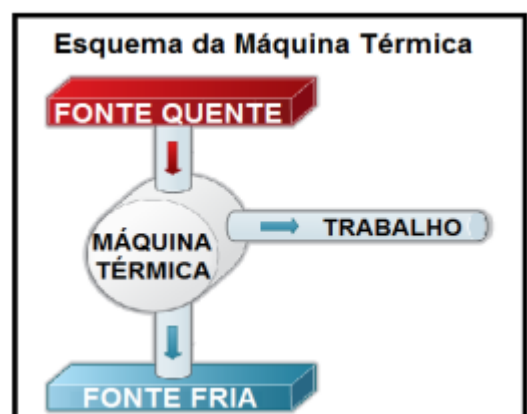 Esquema da Máquina Térmica
FONTE QUENTE
MÁQUINA
TÉRMICA
TRABALHO
FONTE FRIA